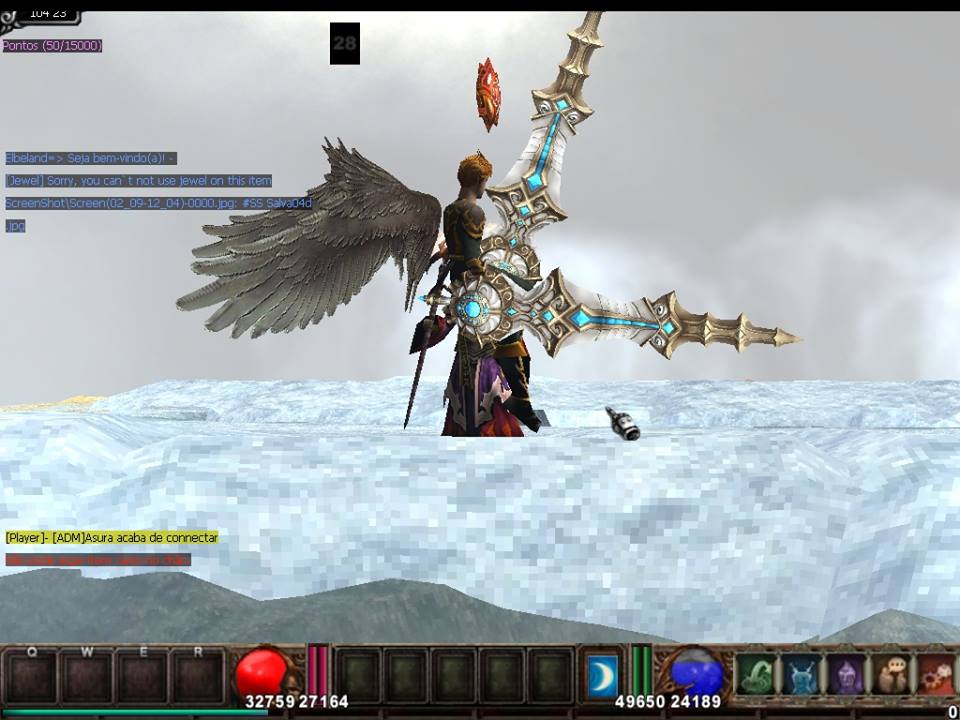 104 23
Pontos (50/15000)
28
Elbeland=> Seja bem-vindo(a)! -
[Jewel] Sorry, you can`t not use jewel on this item
ScreenShot\Screen(02_09-12_04)-0000.jpg: #SS Salva04d
.jpg
[Player]- [ADM]Asura acaba de connectar
Q W E R
32759 27164 49650 24189
0